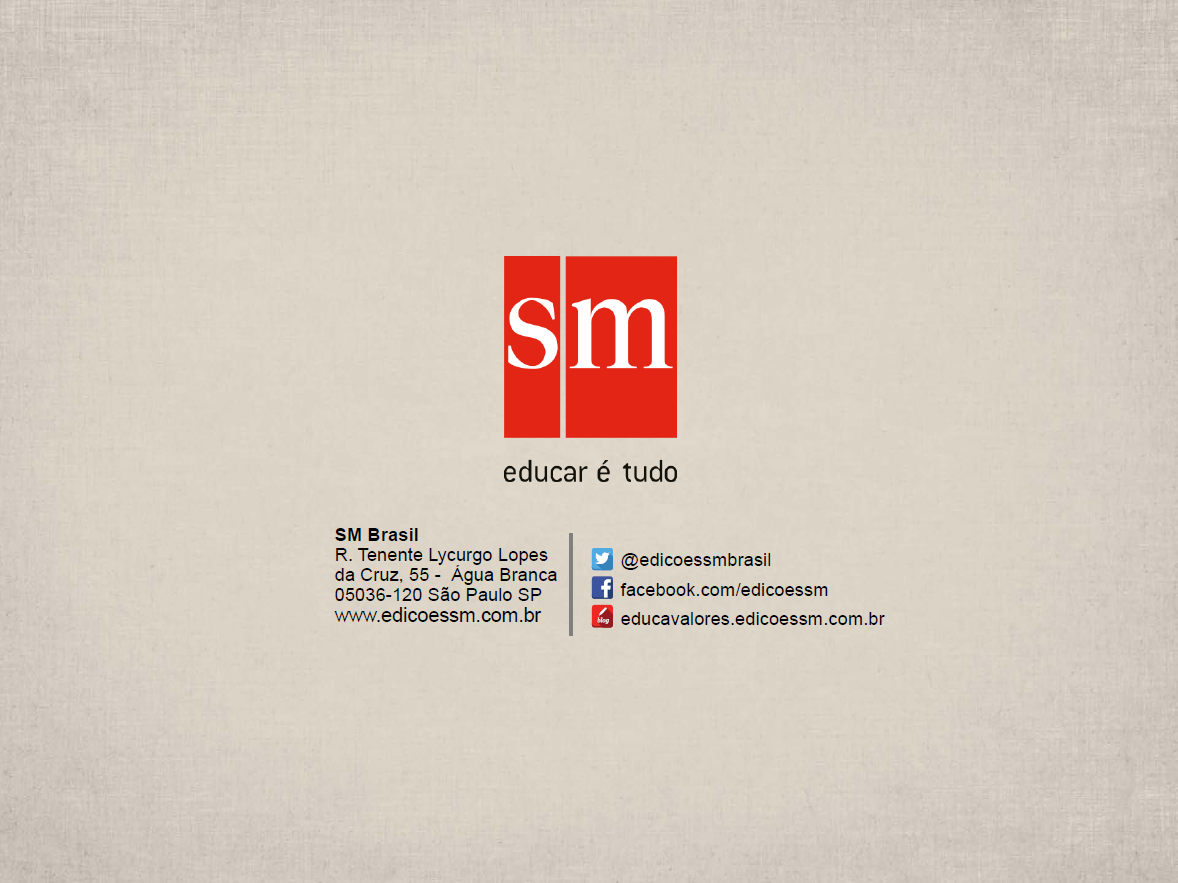 sm
educar é tudo
SM Brasil
R. Tenente Lycurgo Lopes
da Cruz, 55 - Água Branca
05036-120 São Paulo SP
www.edicoessm.com.br
@edicoessmbrasil
facebook.com/edicoessm
blog
educavalores.edicoessm.com.br